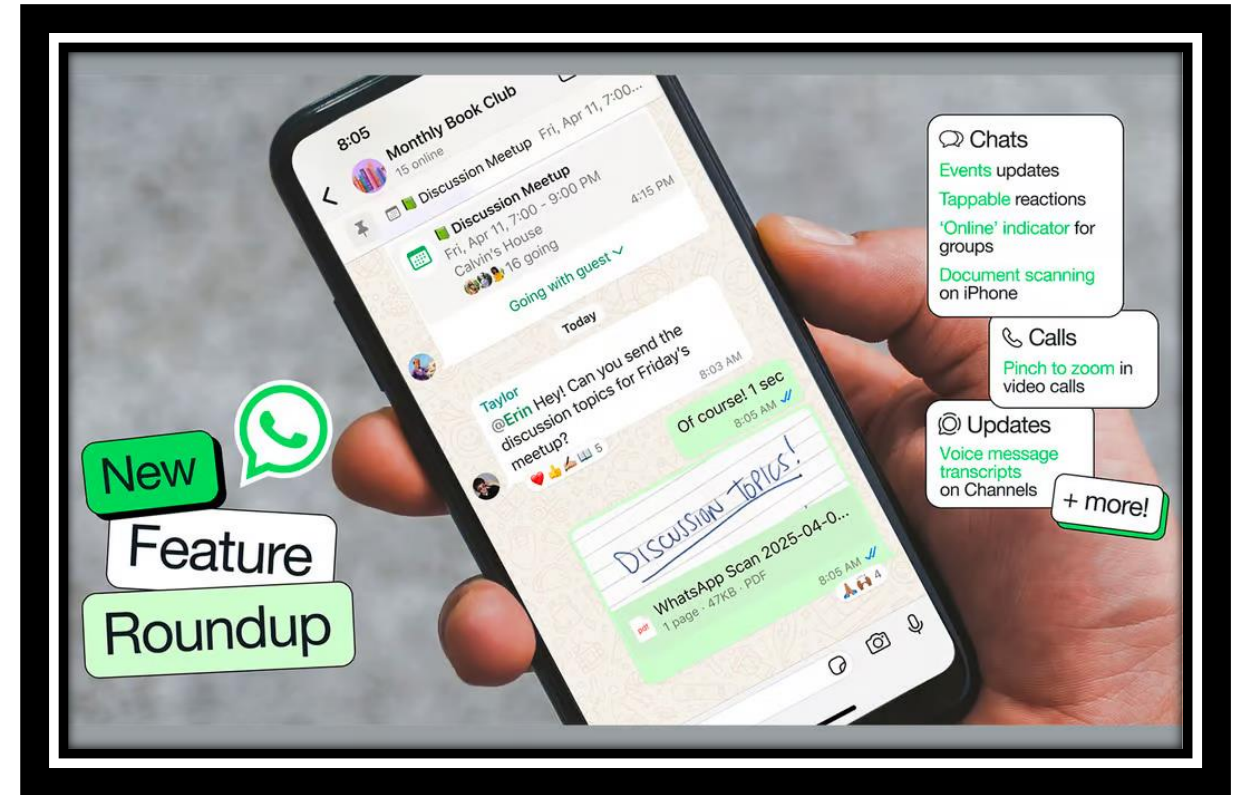 New
Feature
Roundup
8:05
Monthly Book Club
15 online
Discussion Meetup Fri, Apr 11, 7:00...
Discussion Meetup
Fri, Apr 11, 7:00 - 9:00 PM
Calvin's House
16 going
4:15 PM
Going with guest
Today
Taylor
@Erin Hey! Can you send the
discussion topics for Friday's
meetup?
8:03 AM
5
Of course! 1 sec
8:05 AM
DISCUSSION TOPICS!
WhatsApp Scan 2025-04-0...
pdf
1 page · 47KB · PDF
8:05 AM
4
Chats
Events updates
Tappable reactions
‘Online’ indicator for
groups
Document scanning
on iPhone
Calls
Pinch to zoom in
video calls
Updates
Voice message
transcripts
on Channels
+ more!